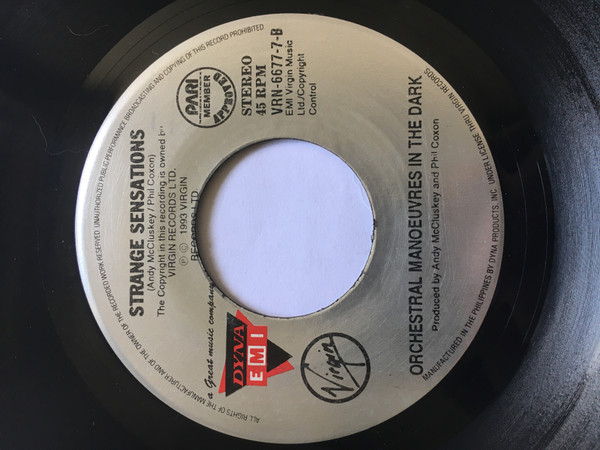 STRANGE SENSATIONS
(Andy McCluskey / Phil Coxon)
The Copyright in this recording is owned by
VIRGIN RECORDS LTD.
Ⓟ © 1993 VIRGIN
RECORDS LTD
PARI
MEMBER
APPROVED
STEREO
45 RPM
VRN-6677-7-B
EMI Virgin Music
Ltd./Copyright
Control
a Great music company
DYNA
EMI
Virgin
ORCHESTRAL MANOEUVRES IN THE DARK
Produced by Andy McCluskey and Phil Coxon
ALL RIGHTS OF THE MANUFACTURER AND OF THE OWNER OF THE RECORDED WORK RESERVED. UNAUTHORIZED PUBLIC PERFORMANCE BROADCASTING AND COPYING OF THIS RECORD PROHIBITED.
MANUFACTURED IN THE PHILIPPINES BY DYNA PRODUCTS, INC. UNDER LICENSE THRU VIRGIN RECORDS